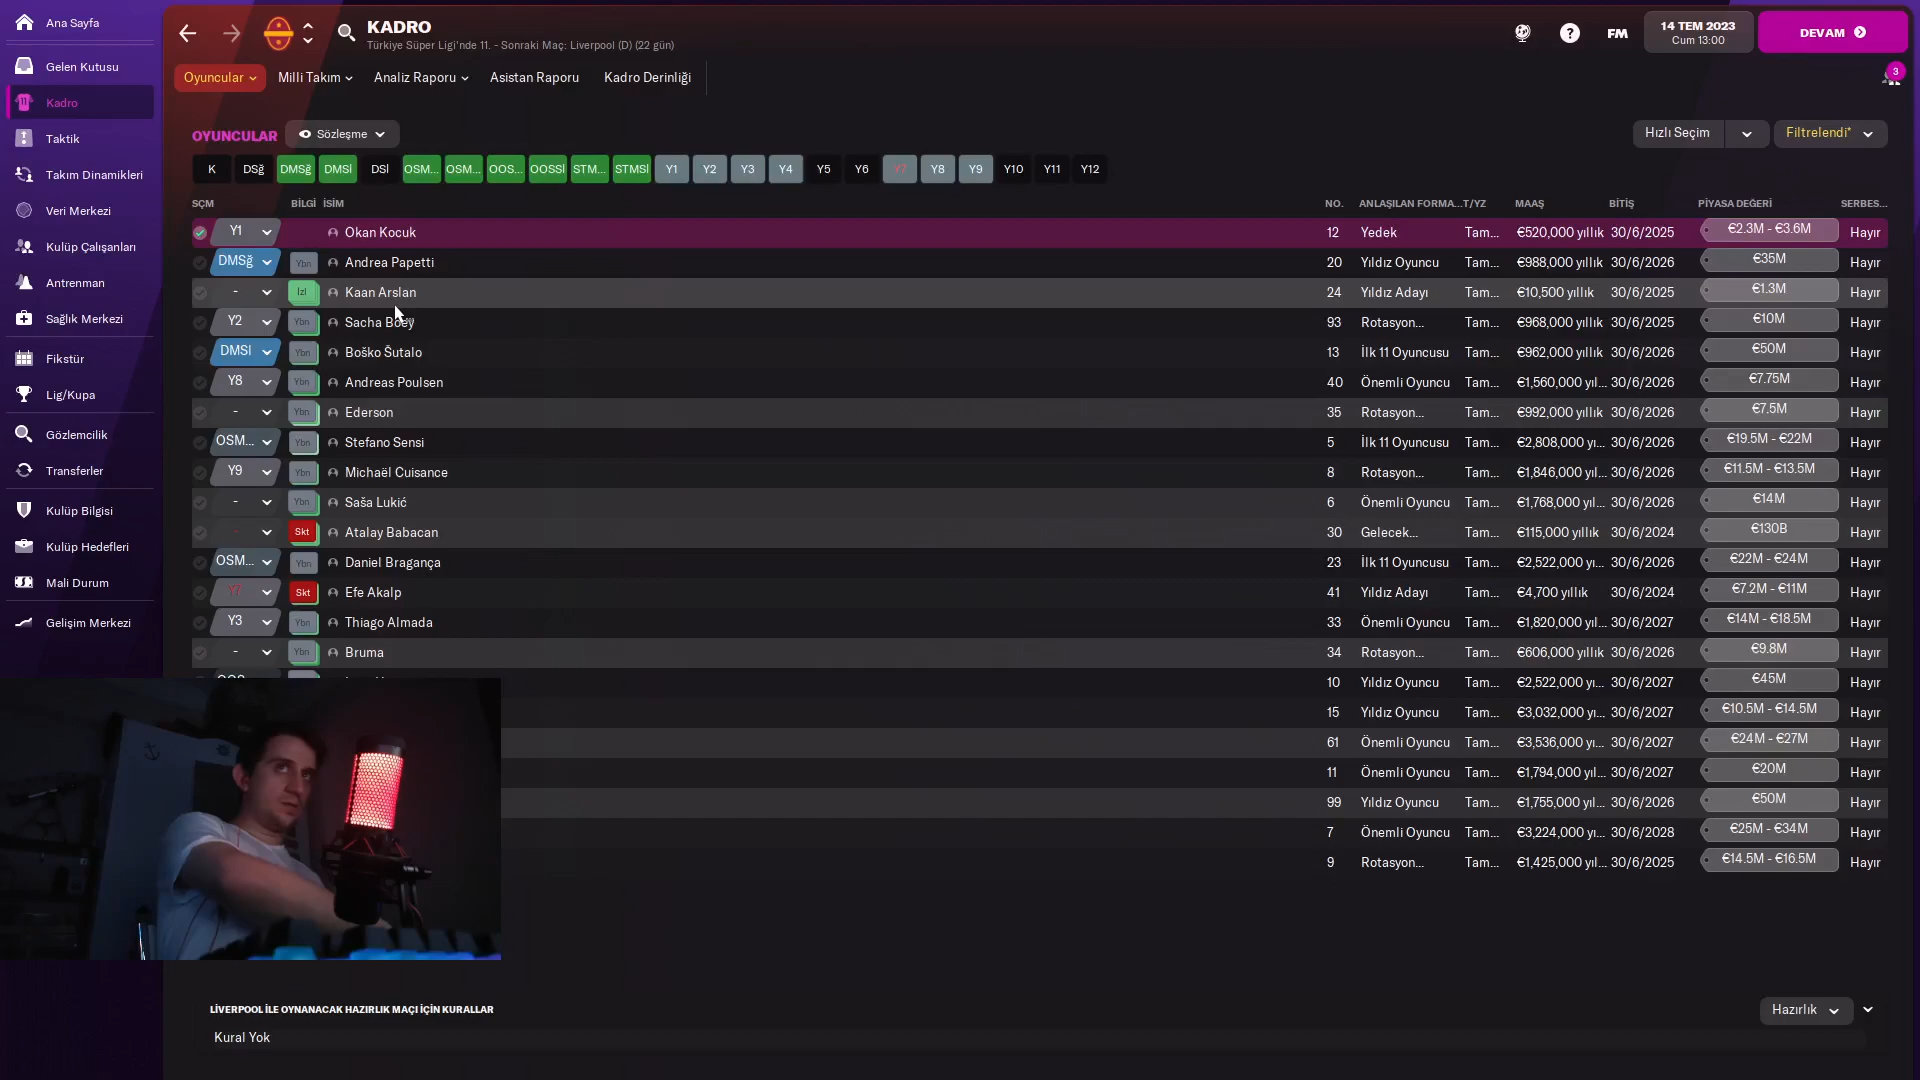 Ana Sayfa
Gelen Kutusu
Kadro
Taktik
Takım Dinamikleri
Veri Merkezi
Kulüp Çalışanları
Antrenman
Sağlık Merkezi
Fikstür
Lig/Kupa
Gözlemcilik
Transferler
Kulüp Bilgisi
Kulüp Hedefleri
Mali Durum
Gelişim Merkezi
KADRO
Türkiye Süper Ligi'nde 11. - Sonraki Maç: Liverpool (D) (22 gün)
FM
14 TEM 2023
Cum 13:00
DEVAM
3
Oyuncular Milli Takım Analiz Raporu Asistan Raporu Kadro Derinliği
OYUNCULAR Sözleşme Hızlı Seçim Filtrelendi*
K DSğ DMSğ DMSl DSl OSM... OSM... OOS... OOSSl STM... STMSl Y1 Y2 Y3 Y4 Y5 Y6 Y7 Y8 Y9 Y10 Y11 Y12
SÇM BİLGİ İSİM NO. ANLAŞILAN FORMA... T/YZ MAAŞ BİTİŞ PİYASA DEĞERİ SERBES...
Y1 Okan Kocuk 12 Yedek Tam... €520,000 yıllık 30/6/2025 €2.3M - €3.6M Hayır
DMSğ Ybn Andrea Papetti 20 Yıldız Oyuncu Tam... €988,000 yıllık 30/6/2026 €35M Hayır
- İzl Kaan Arslan 24 Yıldız Adayı Tam... €10,500 yıllık 30/6/2025 €1.3M Hayır
Y2 Ybn Sacha Boey 93 Rotasyon... Tam... €968,000 yıllık 30/6/2025 €10M Hayır
DMSl Ybn Boško Šutalo 13 İlk 11 Oyuncusu Tam... €962,000 yıllık 30/6/2026 €50M Hayır
Y8 Ybn Andreas Poulsen 40 Önemli Oyuncu Tam... €1,560,000 yıl... 30/6/2026 €7.75M Hayır
- Ybn Ederson 35 Rotasyon... Tam... €992,000 yıllık 30/6/2026 €7.5M Hayır
OSM... Ybn Stefano Sensi 5 İlk 11 Oyuncusu Tam... €2,808,000 yı... 30/6/2026 €19.5M - €22M Hayır
Y9 Ybn Michaël Cuisance 8 Rotasyon... Tam... €1,846,000 yıl... 30/6/2026 €11.5M - €13.5M Hayır
- Ybn Saša Lukić 6 Önemli Oyuncu Tam... €1,768,000 yıl... 30/6/2026 €14M Hayır
- Skt Atalay Babacan 30 Gelecek... Tam... €115,000 yıllık 30/6/2024 €130B Hayır
OSM... Ybn Daniel Bragança 23 İlk 11 Oyuncusu Tam... €2,522,000 yı... 30/6/2026 €22M - €24M Hayır
Y7 Skt Efe Akalp 41 Yıldız Adayı Tam... €4,700 yıllık 30/6/2024 €7.2M - €11M Hayır
Y3 Ybn Thiago Almada 33 Önemli Oyuncu Tam... €1,820,000 yıl... 30/6/2027 €14M - €18.5M Hayır
- Ybn Bruma 34 Rotasyon... Tam... €606,000 yıllık 30/6/2026 €9.8M Hayır
10 Yıldız Oyuncu Tam... €2,522,000 yı... 30/6/2027 €45M Hayır
15 Yıldız Oyuncu Tam... €3,032,000 yı... 30/6/2027 €10.5M - €14.5M Hayır
61 Önemli Oyuncu Tam... €3,536,000 yı... 30/6/2027 €24M - €27M Hayır
11 Önemli Oyuncu Tam... €1,794,000 yıl... 30/6/2027 €20M Hayır
99 Yıldız Oyuncu Tam... €1,755,000 yıl... 30/6/2026 €50M Hayır
7 Önemli Oyuncu Tam... €3,224,000 yı... 30/6/2028 €25M - €34M Hayır
9 Rotasyon... Tam... €1,425,000 yıl... 30/6/2025 €14.5M - €16.5M Hayır
LİVERPOOL İLE OYNANACAK HAZIRLIK MAÇI İÇİN KURALLAR
Hazırlık
Kural Yok